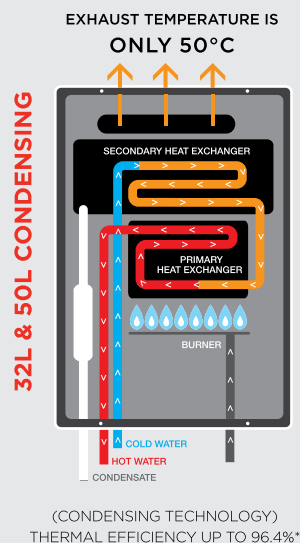 EXHAUST TEMPERATURE IS
ONLY 50°C
32L & 50L CONDENSING
SECONDARY HEAT EXCHANGER
PRIMARY
HEAT EXCHANGER
BURNER
COLD WATER
HOT WATER
CONDENSATE
(CONDENSING TECHNOLOGY)
THERMAL EFFICIENCY UP TO 96.4%*